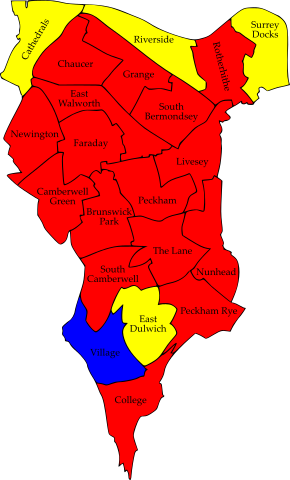 Cathedrals
Riverside
Surrey
Docks
Rotherhithe
Chaucer
Grange
East
Walworth
South
Bermondsey
Newington
Faraday
Livesey
Camberwell
Green
Peckham
Brunswick
Park
The Lane
South
Camberwell
Nunhead
East
Dulwich
Peckham Rye
Village
College